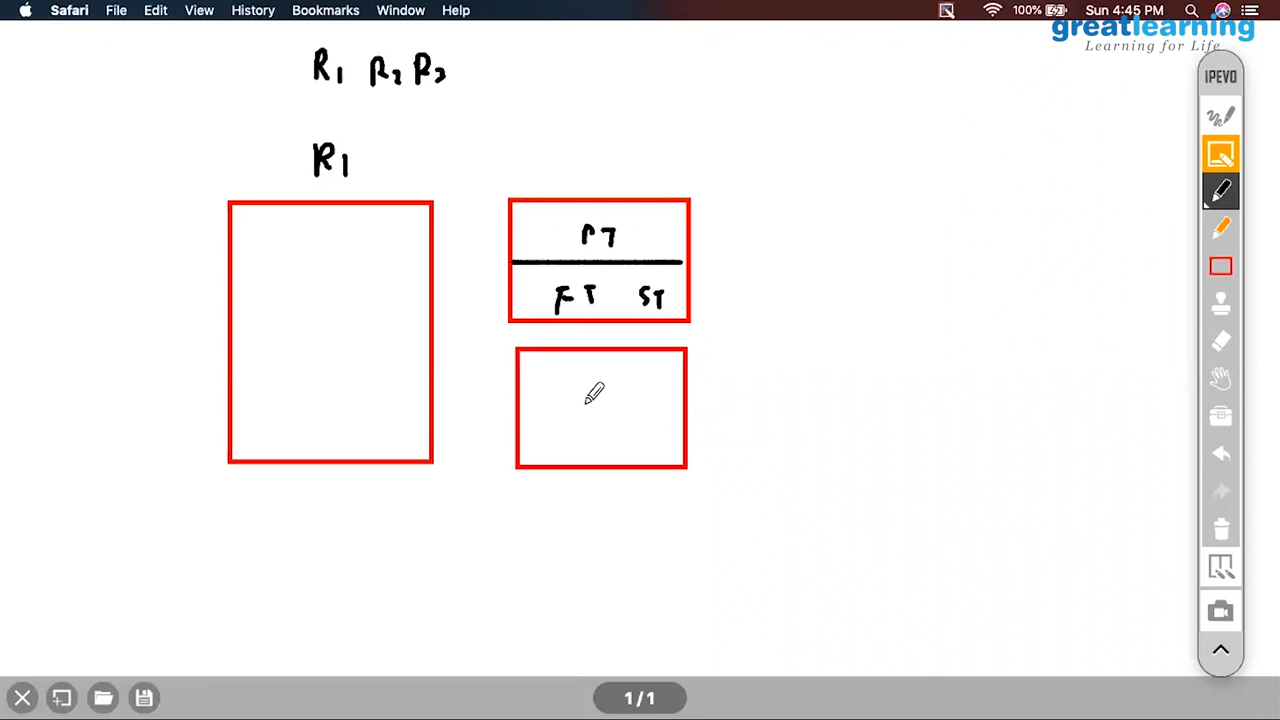 Safari File Edit View History Bookmarks Window Help 100% Sun 4:45 PM
greatlearning
Learning for Life
IPEVO
R1 R2 R3
R1
PT
FT ST
1/1